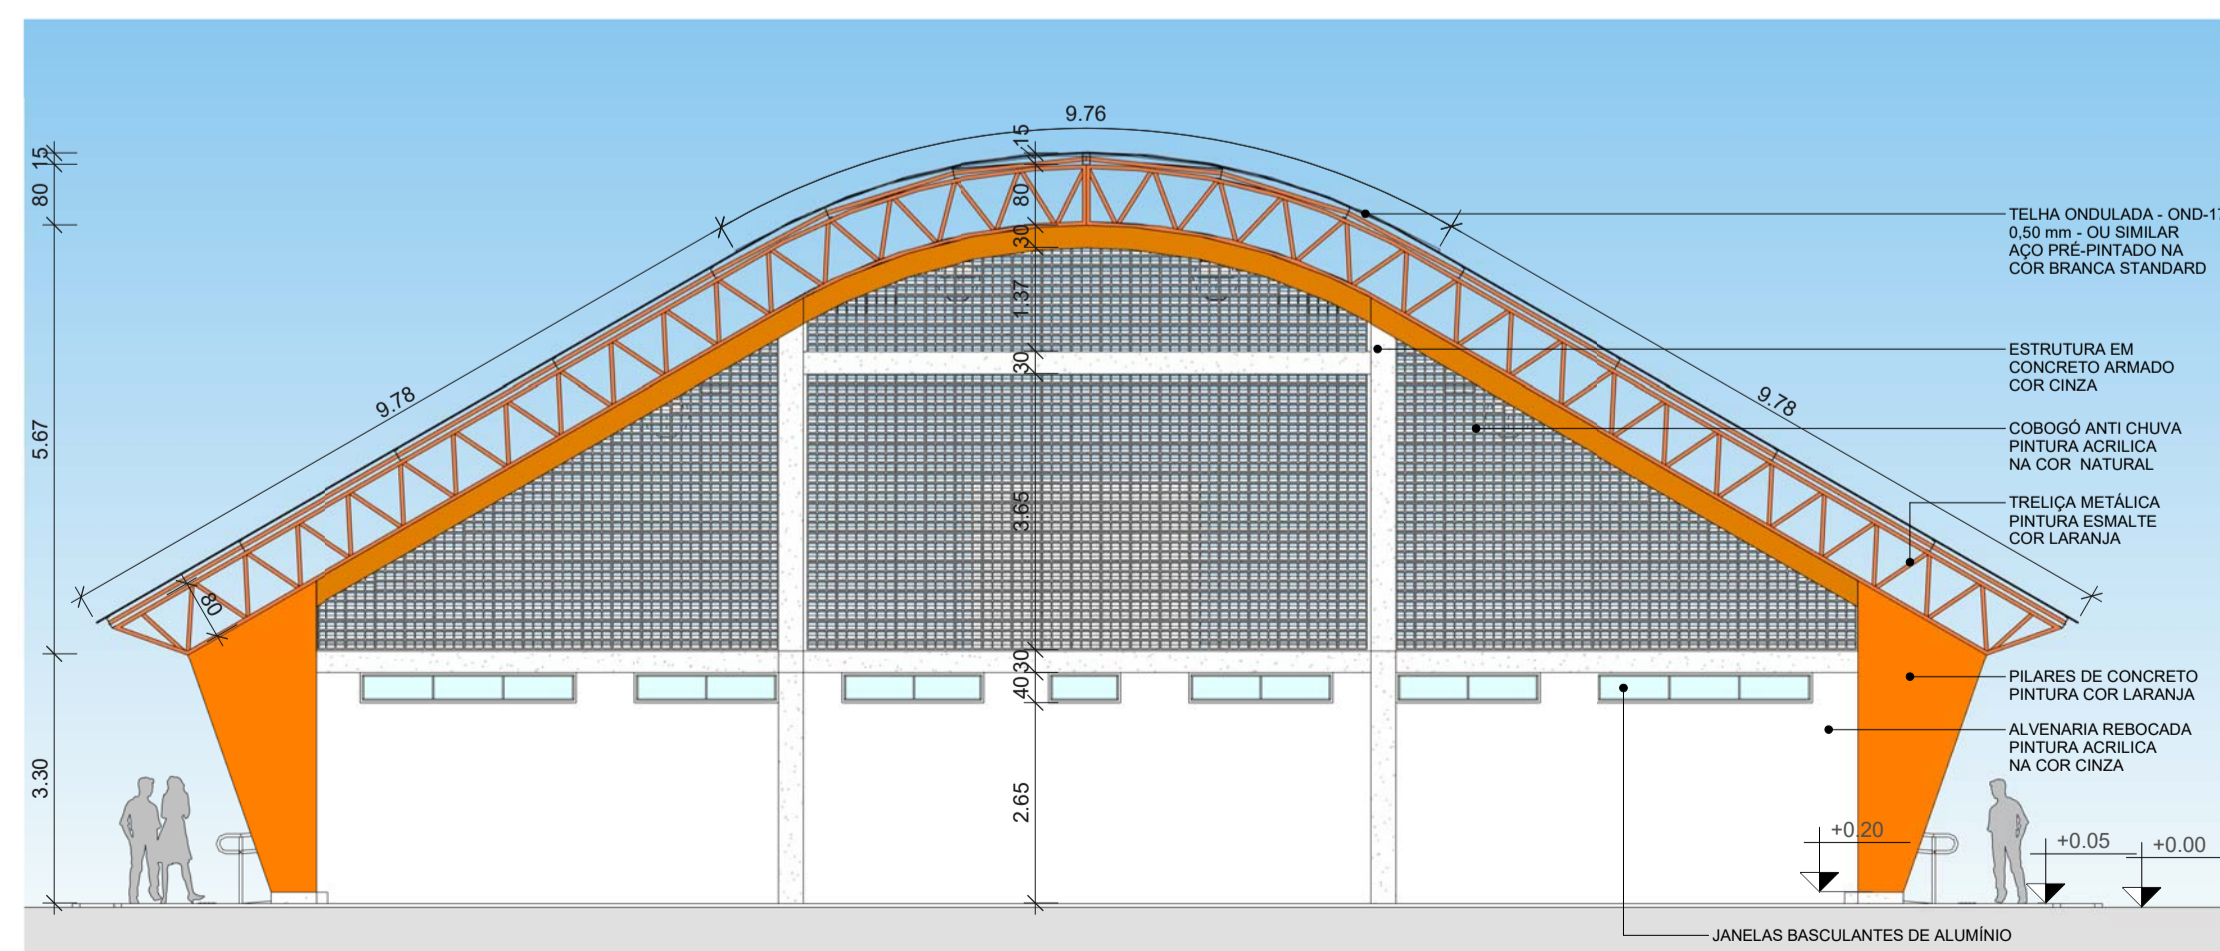 9.76
15
80
5.67
3.30
15
80
30
1.37
30
3.65
30
40
2.65
9.78
9.78
80
TELHA ONDULADA - OND-17
0,50 mm - OU SIMILAR
AÇO PRÉ-PINTADO NA
COR BRANCA STANDARD
ESTRUTURA EM
CONCRETO ARMADO
COR CINZA
COBOGÓ ANTI CHUVA
PINTURA ACRILICA
NA COR NATURAL
TRELIÇA METÁLICA
PINTURA ESMALTE
COR LARANJA
PILARES DE CONCRETO
PINTURA COR LARANJA
ALVENARIA REBOCADA
PINTURA ACRILICA
NA COR CINZA
+0.20
+0.05
+0.00
JANELAS BASCULANTES DE ALUMÍNIO